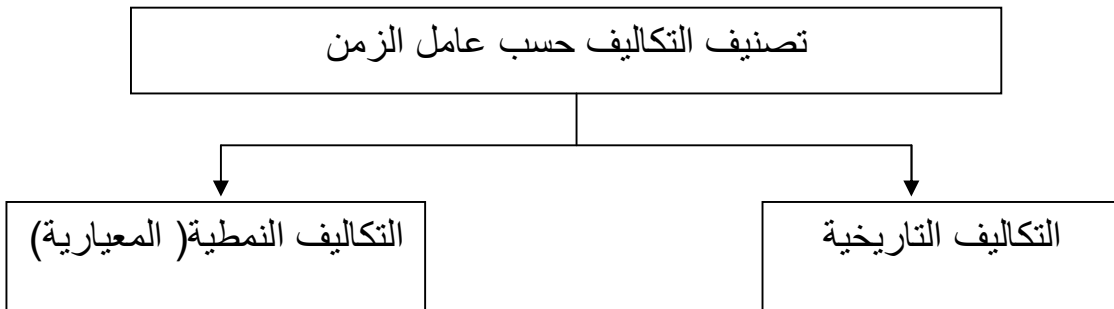 تصنيف التكاليف حسب عامل الزمن
التكاليف التاريخية
التكاليف النمطية( المعيارية)